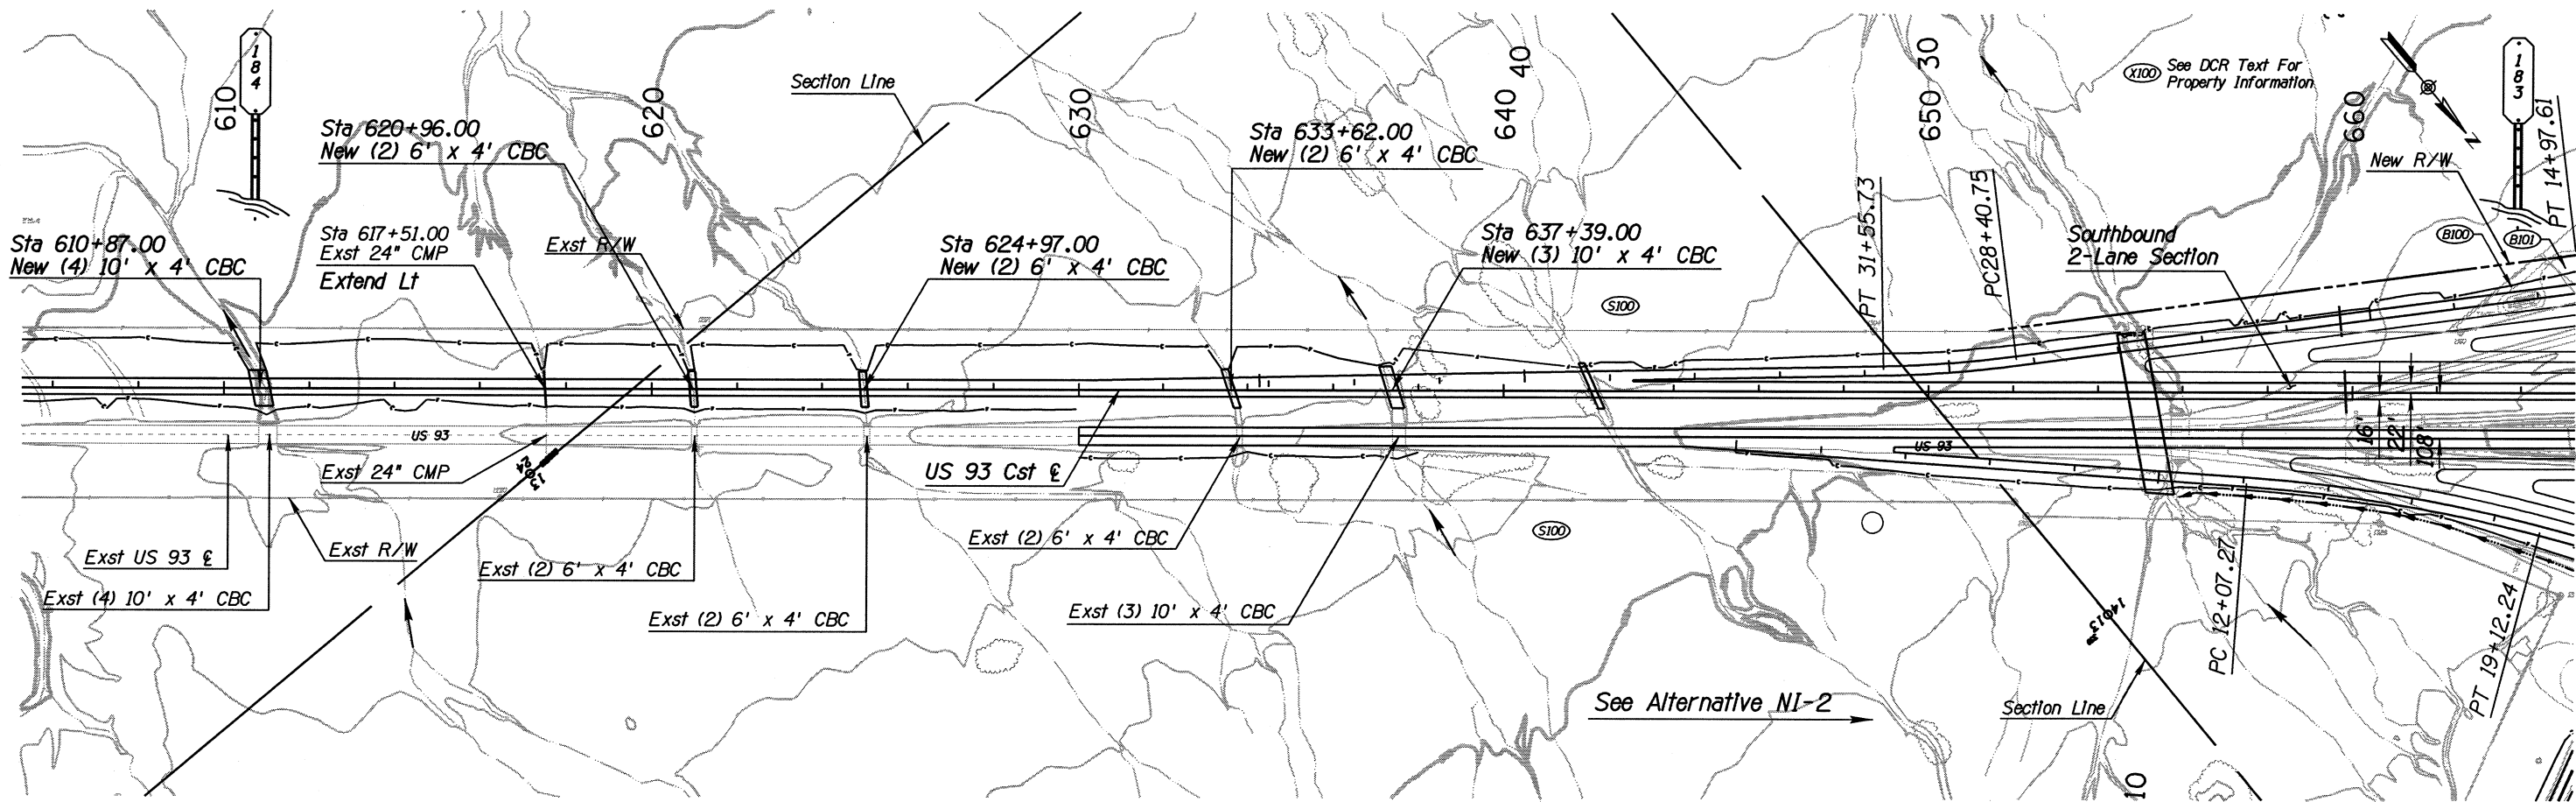 184
610
620
Section Line
630
640
40
650
30
X100
See DCR Text For
Property Information
660
183
Sta 620+96.00
New (2) 6' x 4' CBC
Sta 633+62.00
New (2) 6' x 4' CBC
N
New R/W
PT 14+97.61
Sta 610+87.00
New (4) 10' x 4' CBC
Sta 617+51.00
Exst 24" CMP
Extend Lt
Exst R/W
Sta 624+97.00
New (2) 6' x 4' CBC
Sta 637+39.00
New (3) 10' x 4' CBC
PT 31+55.73
PC28+40.75
Southbound
2-Lane Section
B100
B101
S100
US 93
US 93
16'
22'
108'
Exst 24" CMP
24
13
US 93 Cst ℄
Exst US 93 ℄
Exst R/W
Exst (2) 6' x 4' CBC
Exst (2) 6' x 4' CBC
S100
Exst (4) 10' x 4' CBC
Exst (2) 6' x 4' CBC
Exst (3) 10' x 4' CBC
14
13
PC 12+07.27
PT 19+12.24
See Alternative NI-2
Section Line
10